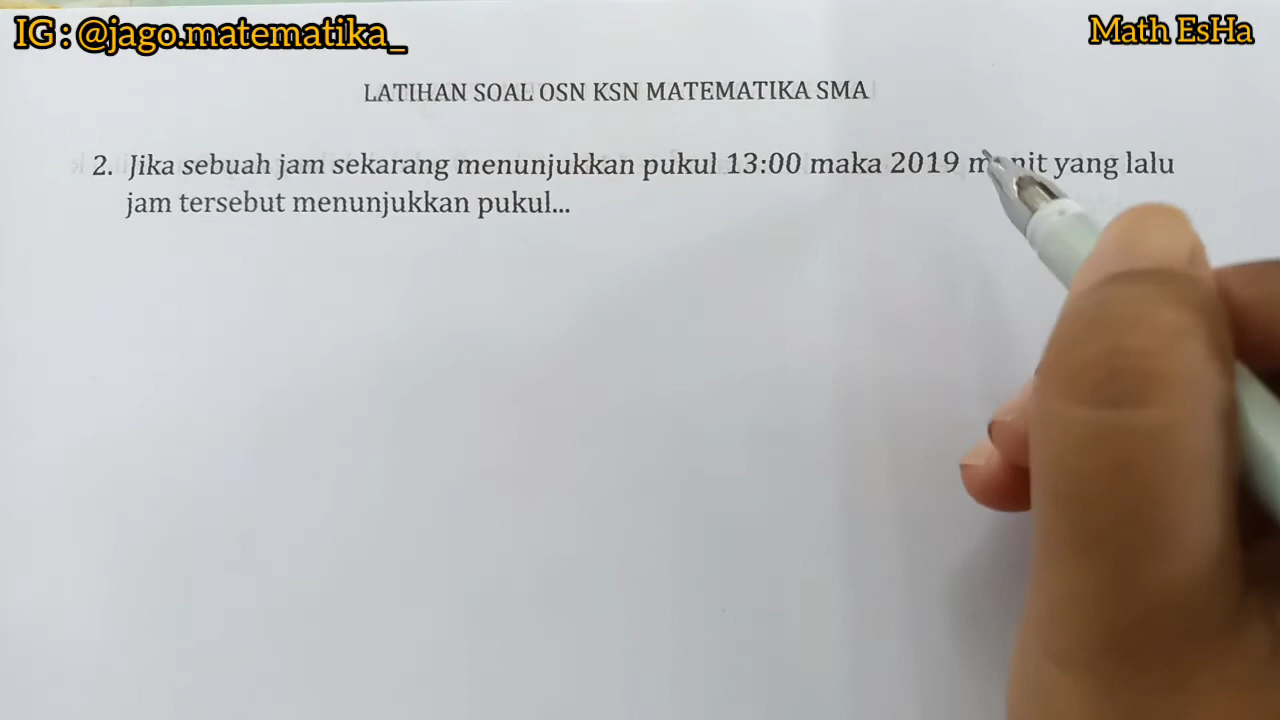 IG : @jago.matematika_
Math EsHa
LATIHAN SOAL OSN KSN MATEMATIKA SMA
2. Jika sebuah jam sekarang menunjukkan pukul 13:00 maka 2019 menit yang lalu
jam tersebut menunjukkan pukul...